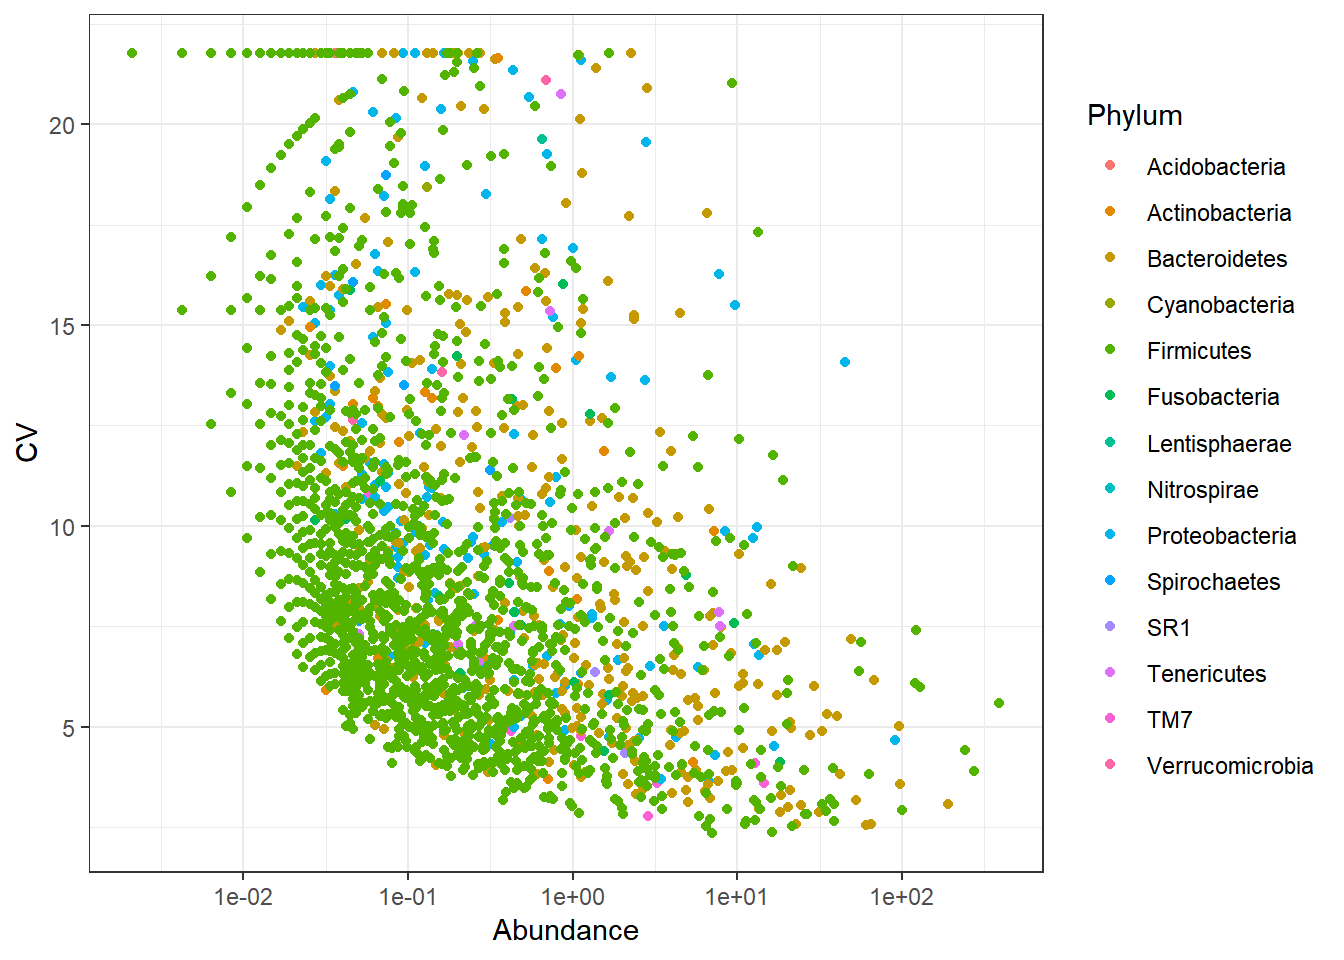 20
15
10
5
CV
1e-02 1e-01 1e+00 1e+01 1e+02
Abundance
Phylum
Acidobacteria
Actinobacteria
Bacteroidetes
Cyanobacteria
Firmicutes
Fusobacteria
Lentisphaerae
Nitrospirae
Proteobacteria
Spirochaetes
SR1
Tenericutes
TM7
Verrucomicrobia